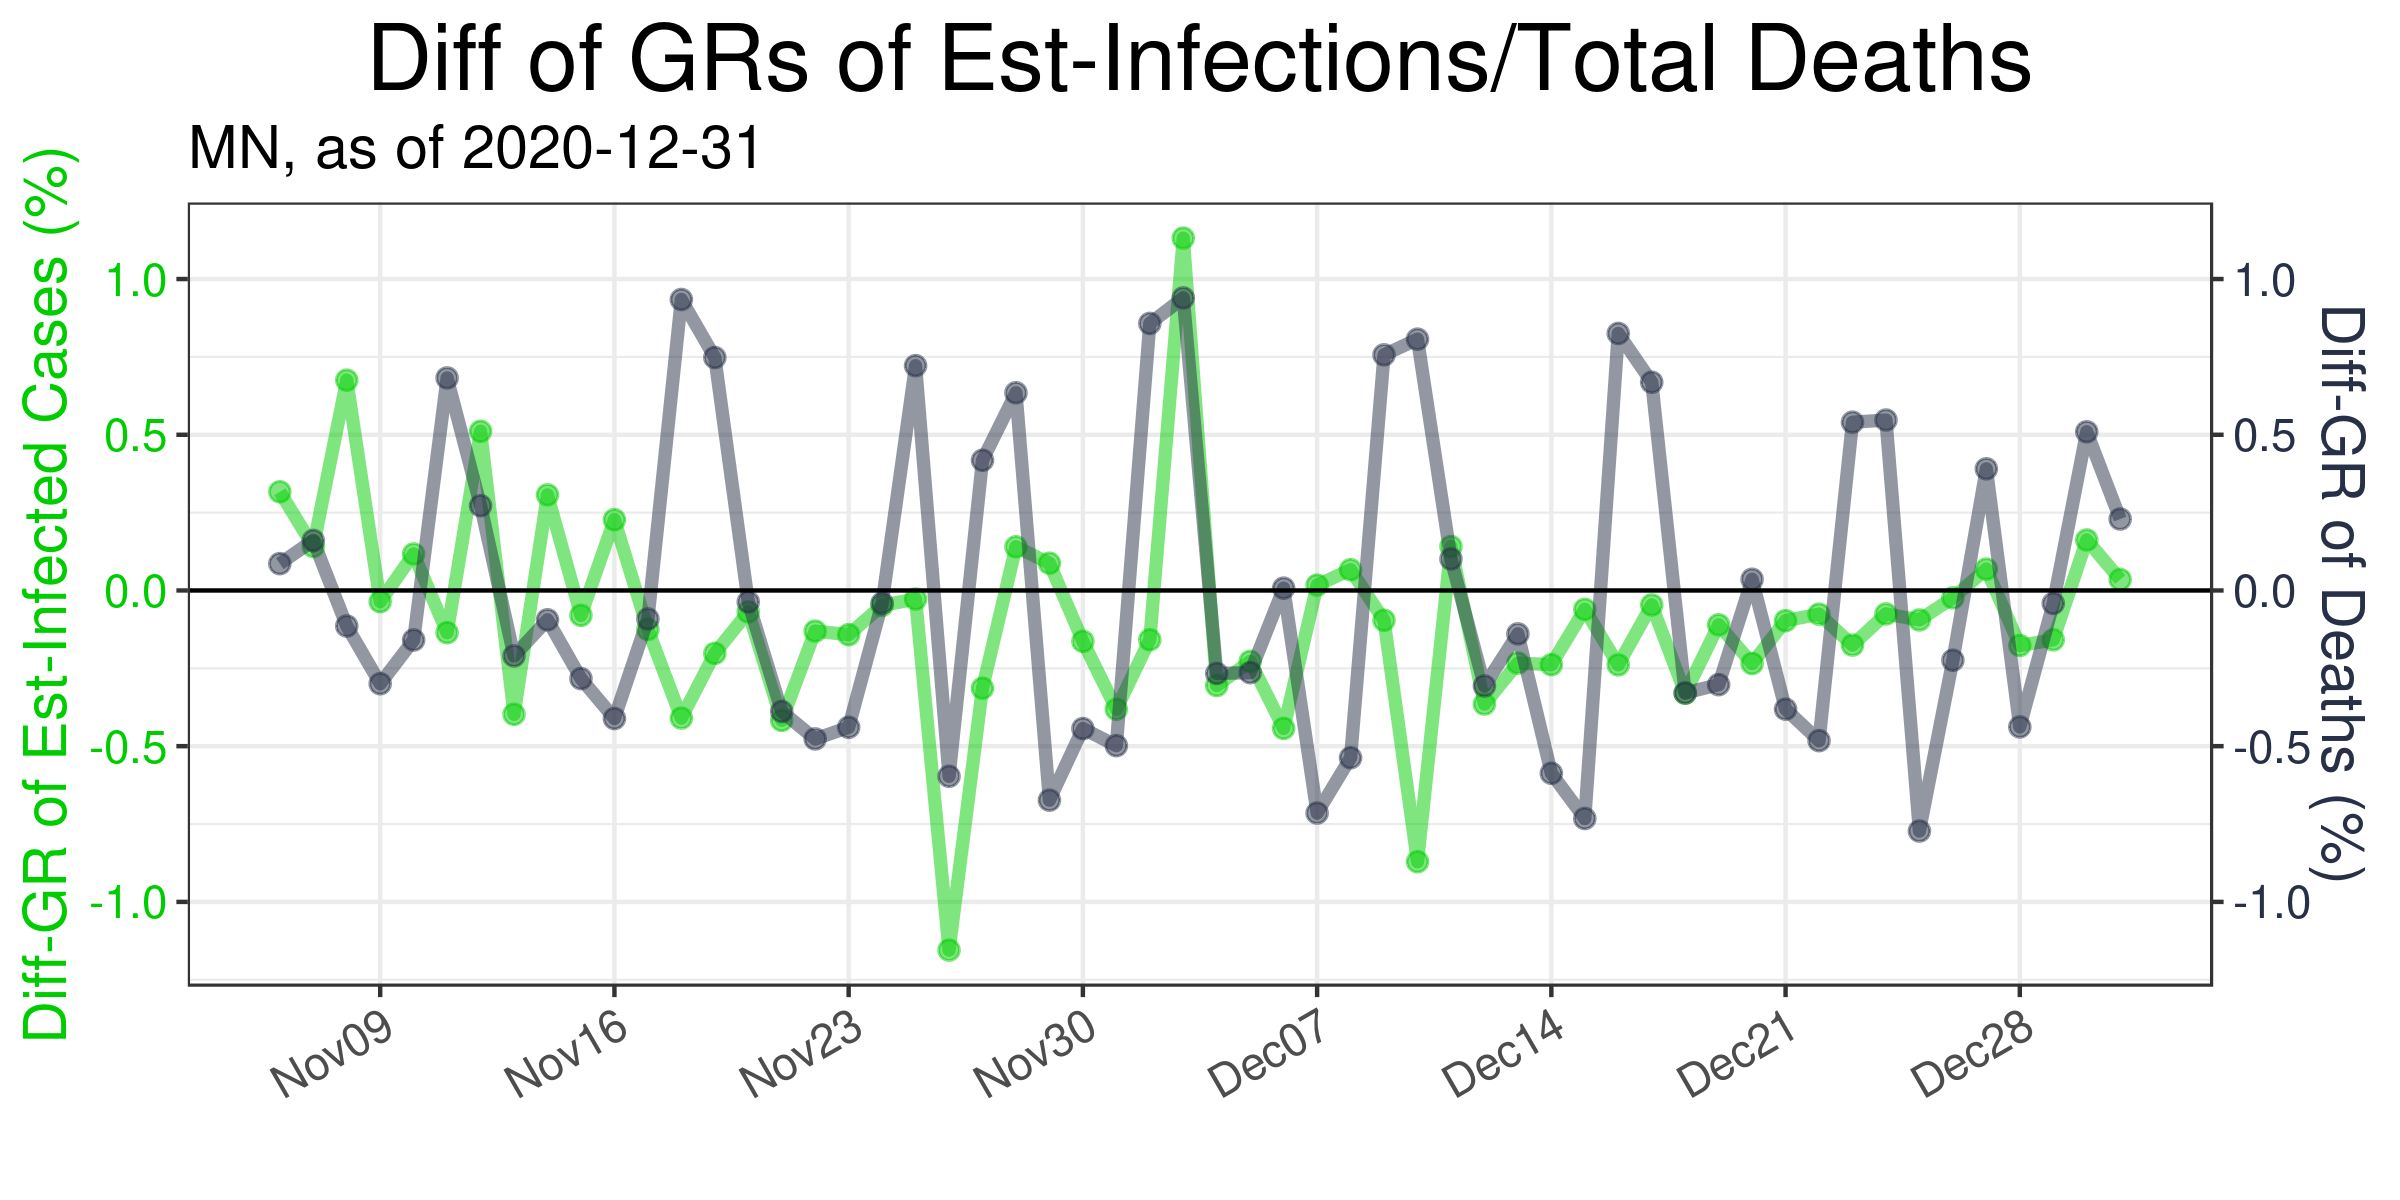 Diff of GRs of Est-Infections/Total Deaths
MN, as of 2020-12-31
Diff-GR of Est-Infected Cases (%)
1.0
0.5
0.0
-0.5
-1.0
1.0
0.5
0.0
-0.5
-1.0
Diff-GR of Deaths (%)
Nov09
Nov16
Nov23
Nov30
Dec07
Dec14
Dec21
Dec28